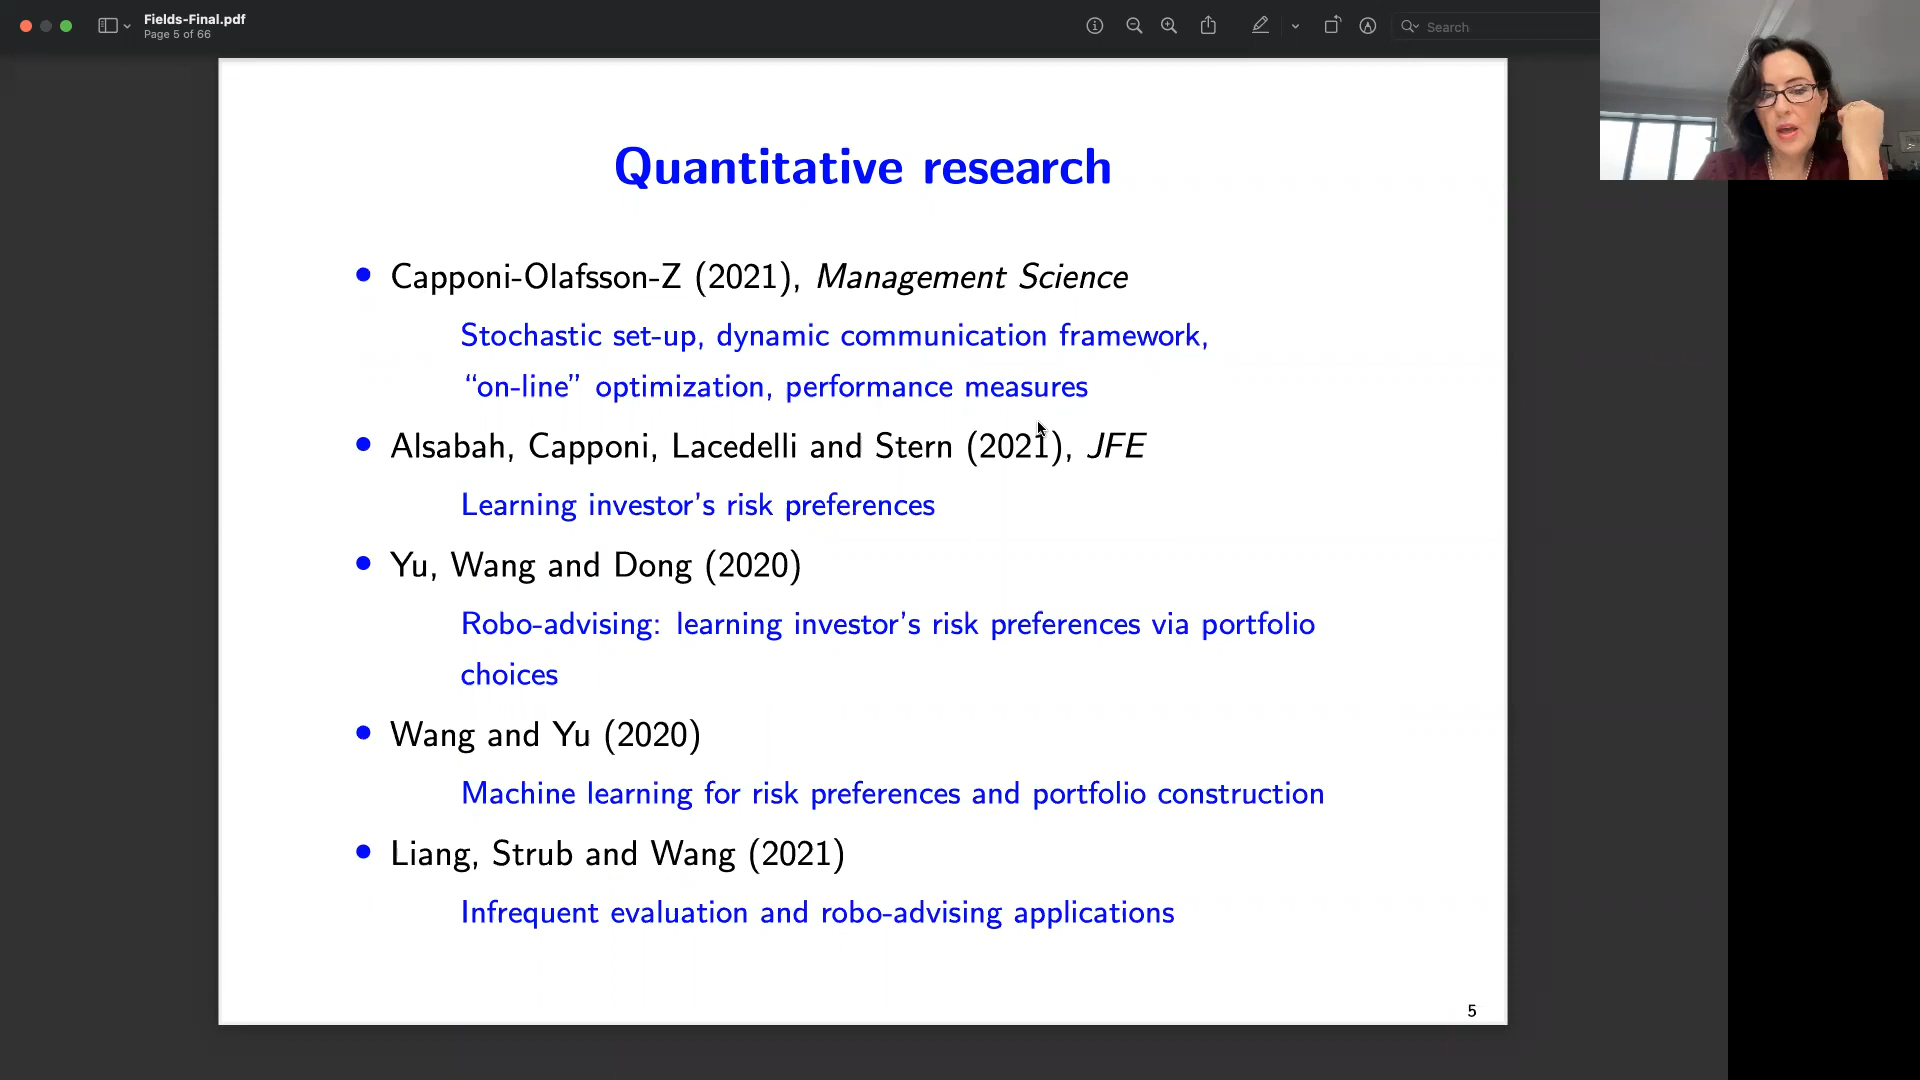 Fields-Final.pdf
Page 5 of 66
Search
Quantitative research
• Capponi-Olafsson-Z (2021), Management Science
Stochastic set-up, dynamic communication framework,
“on-line” optimization, performance measures
• Alsabah, Capponi, Lacedelli and Stern (2021), JFE
Learning investor's risk preferences
• Yu, Wang and Dong (2020)
Robo-advising: learning investor's risk preferences via portfolio
choices
• Wang and Yu (2020)
Machine learning for risk preferences and portfolio construction
• Liang, Strub and Wang (2021)
Infrequent evaluation and robo-advising applications
5